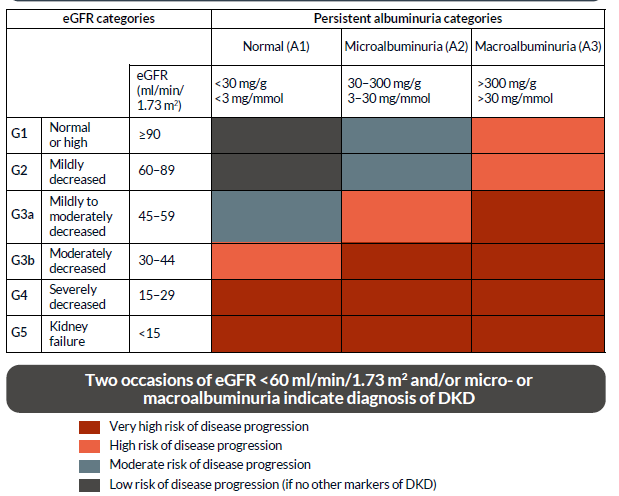 eGFR categories
Persistent albuminuria categories
Normal (A1)
Microalbuminuria (A2)
Macroalbuminuria (A3)
eGFR
(ml/min/
1.73 m²)
<30 mg/g
<3 mg/mmol
30–300 mg/g
3–30 mg/mmol
>300 mg/g
>30 mg/mmol
G1
Normal
or high
≥90
G2
Mildly
decreased
60–89
G3a
Mildly to
moderately
decreased
45–59
G3b
Moderately
decreased
30–44
G4
Severely
decreased
15–29
G5
Kidney
failure
<15
Two occasions of eGFR <60 ml/min/1.73 m² and/or micro- or
macroalbuminuria indicate diagnosis of DKD
Very high risk of disease progression
High risk of disease progression
Moderate risk of disease progression
Low risk of disease progression (if no other markers of DKD)